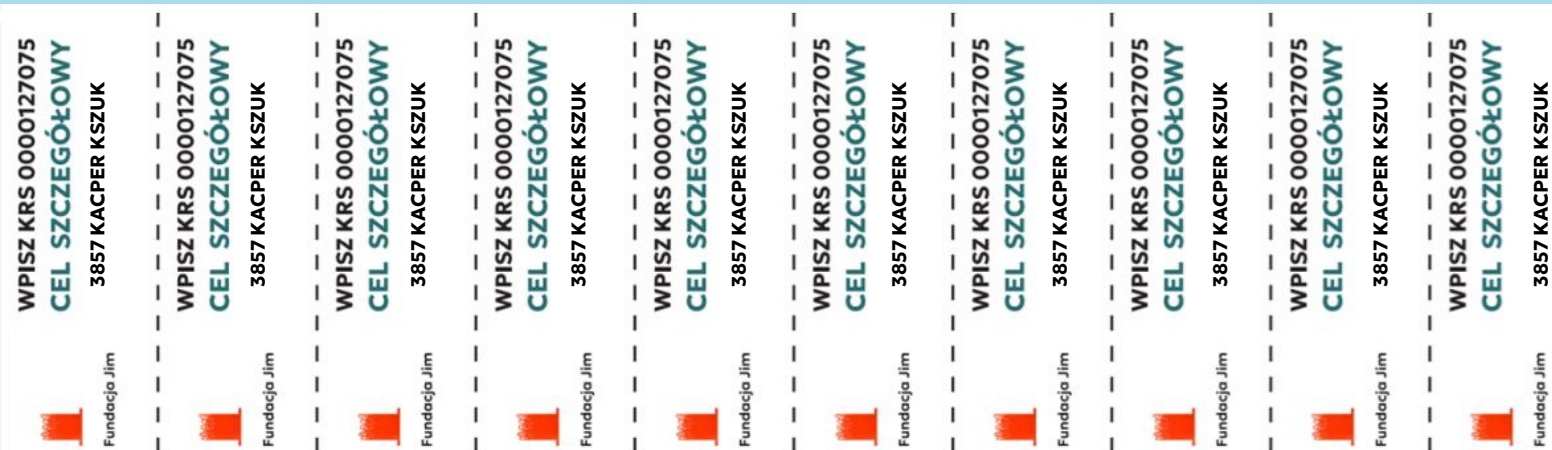 WPISZ KRS 0000127075
CEL SZCZEGÓŁOWY
3857 KACPER KSZUK
Fundacja Jim
WPISZ KRS 0000127075
CEL SZCZEGÓŁOWY
3857 KACPER KSZUK
Fundacja Jim
WPISZ KRS 0000127075
CEL SZCZEGÓŁOWY
3857 KACPER KSZUK
Fundacja Jim
WPISZ KRS 0000127075
CEL SZCZEGÓŁOWY
3857 KACPER KSZUK
Fundacja Jim
WPISZ KRS 0000127075
CEL SZCZEGÓŁOWY
3857 KACPER KSZUK
Fundacja Jim
WPISZ KRS 0000127075
CEL SZCZEGÓŁOWY
3857 KACPER KSZUK
Fundacja Jim
WPISZ KRS 0000127075
CEL SZCZEGÓŁOWY
3857 KACPER KSZUK
Fundacja Jim
WPISZ KRS 0000127075
CEL SZCZEGÓŁOWY
3857 KACPER KSZUK
Fundacja Jim
WPISZ KRS 0000127075
CEL SZCZEGÓŁOWY
3857 KACPER KSZUK
Fundacja Jim
WPISZ KRS 0000127075
CEL SZCZEGÓŁOWY
3857 KACPER KSZUK
Fundacja Jim